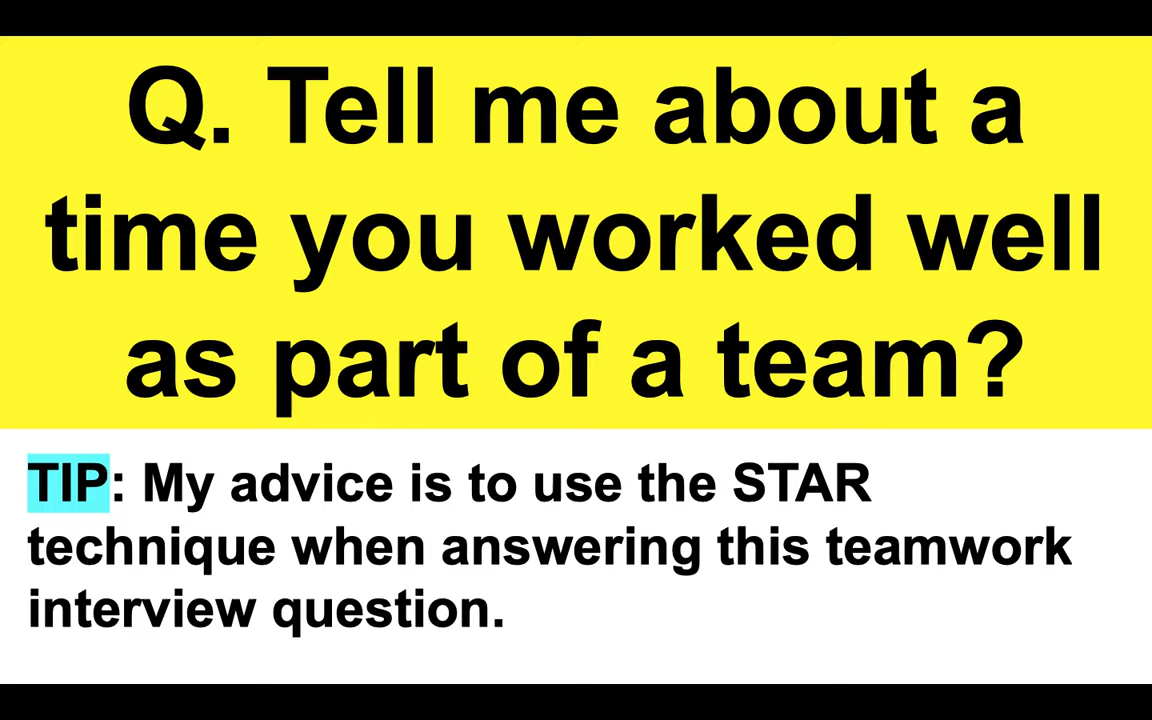 Q. Tell me about a
time you worked well
as part of a team?
TIP: My advice is to use the STAR
technique when answering this teamwork
interview question.